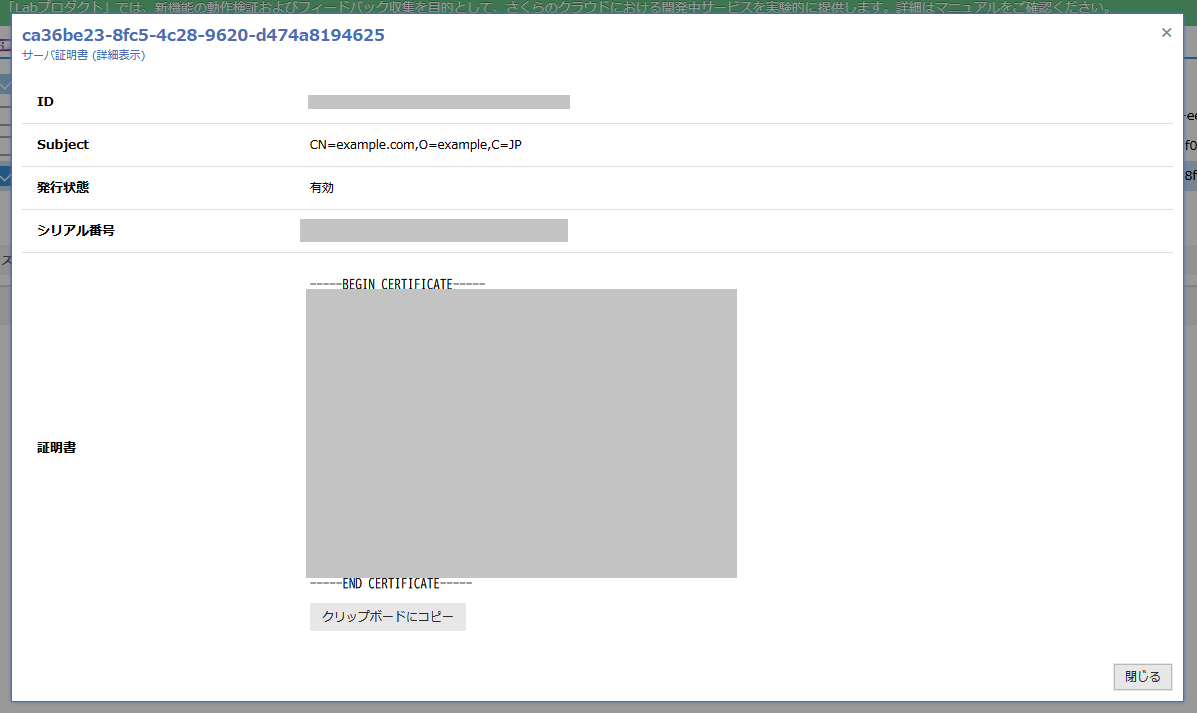 「Labプロダクト」では、新機能の動作検証およびフィードバック収集を目的として、さくらのクラウドにおける開発中サービスを実験的に提供します。詳細はマニュアルをご確認ください。
ca36be23-8fc5-4c28-9620-d474a8194625
×
サーバ証明書 (詳細表示)
ID
Subject
CN=example.com,O=example,C=JP
発行状態
有効
シリアル番号
-----BEGIN CERTIFICATE-----
証明書
-----END CERTIFICATE-----
クリップボードにコピー
閉じる